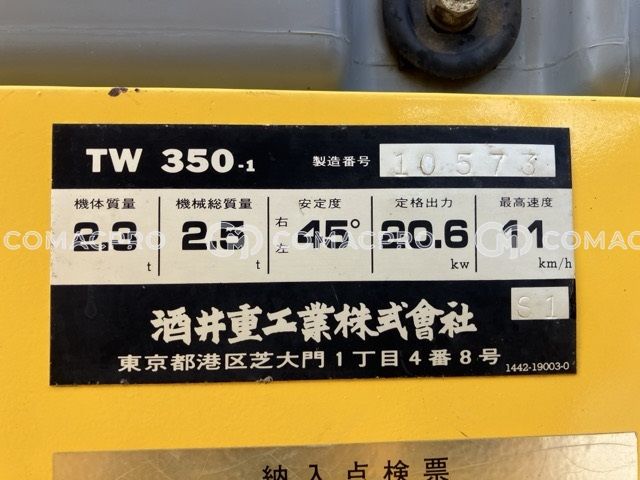 TW 350-1 製造番号 10573
機体質量 機械総質量 安定度 定格出力 最高速度
2.3 t 2.5 t 右 左 45° 20.6 kw 11 km/h
S1
酒井重工業株式會社
東京都港区芝大門1丁目4番8号 1442-19003-0
納入点検票
COMACPRO COMACPRO COMACPRO